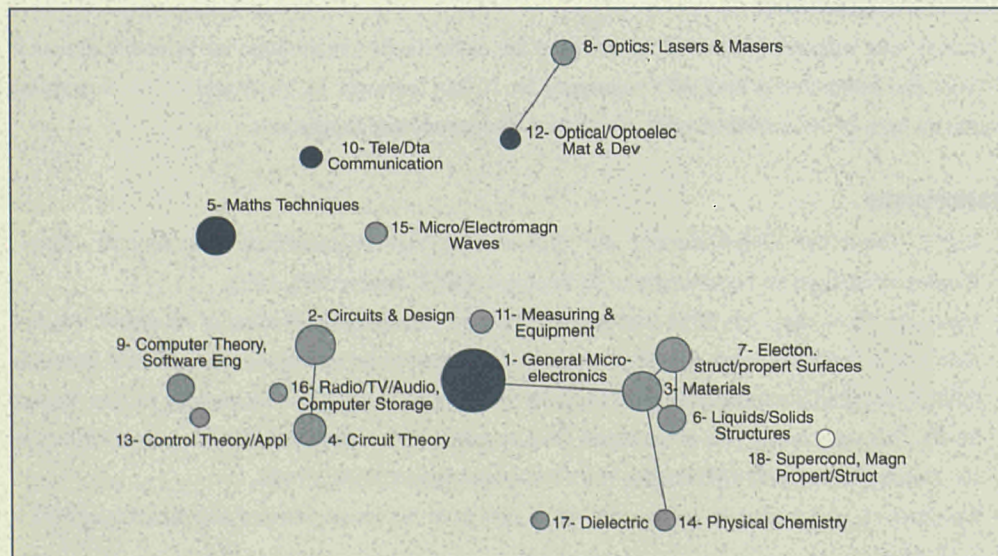 8- Optics; Lasers & Masers
12- Optical/Optoelec
Mat & Dev
10- Tele/Dta
Communication
5- Maths Techniques
15- Micro/Electromagn
Waves
2- Circuits & Design
11- Measuring &
Equipment
9- Computer Theory,
Software Eng
1- General Micro-
electronics
7- Electon.
struct/propert Surfaces
16- Radio/TV/Audio,
Computer Storage
3- Materials
13- Control Theory/Appl
4- Circuit Theory
6- Liquids/Solids
Structures
18- Supercond, Magn
Propert/Struct
17- Dielectric
14- Physical Chemistry